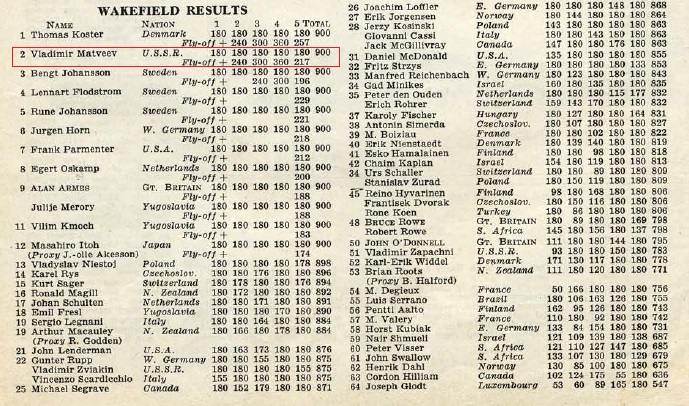 WAKEFIELD RESULTS
NAME NATION 1 2 3 4 5 TOTAL
1 Thomas Koster Denmark 180 180 180 180 180 900
Fly-off + 240 300 360 257
2 Vladimir Matveev U.S.S.R. 180 180 180 180 180 900
Fly-off + 240 300 360 217
3 Bengt Johansson Sweden 180 180 180 180 180 900
Fly-off + 240 300 196
4 Lennart Flodstrom Sweden 180 180 180 180 180 900
Fly-off + 229
5 Rune Johansson Sweden 180 180 180 180 180 900
Fly-off + 221
6 Jurgen Horn W. Germany 180 180 180 180 180 900
Fly-off + 218
7 Frank Parmenter U.S.A. 180 180 180 180 180 900
Fly-off + 212
8 Egert Oskamp Netherlands 180 180 180 180 180 900
Fly-off + 200
9 ALAN ARMES GT. BRITAIN 180 180 180 180 180 900
Fly-off + 188
Julije Merory Yugoslavia 180 180 180 180 180 900
Fly-off + 188
11 Vilim Kmoch Yugoslavia 180 180 180 180 180 900
Fly-off + 183
12 Masahiro Itoh Japan 180 180 180 180 180 900
(Proxy J.-olle Akesson) Fly-off + 174
13 Vladyslav Niestoj Poland 180 180 180 180 178 898
14 Karel Rys Czechoslov. 180 180 176 180 180 896
15 Kurt Sager Switzerland 180 178 180 180 176 894
16 Ronald Magill N. Zealand 180 172 180 180 180 892
17 Johan Schulten Netherlands 180 180 171 180 180 891
18 Emil Fresl Yugoslavia 180 180 180 170 180 890
19 Sergio Legnani Italy 180 180 164 180 180 884
19 Arthur Macauley N. Zealand 180 166 180 178 180 884
(Proxy R. Godden)
21 John Lenderman U.S.A. 180 163 173 180 180 876
22 Gunter Rupp W. Germany 180 180 155 180 180 875
Vladimir Zviakin U.S.S.R. 180 180 180 180 155 875
Vincenzo Scardicchio Italy 155 180 180 180 180 875
25 Michael Segrave Canada 180 152 179 180 180 871
26 Joachim Loffler E. Germany 180 180 180 148 180 868
27 Erik Jorgensen Norway 180 144 180 180 180 864
28 Jerzy Kosinski Poland 143 180 180 180 180 863
Giovanni Cassi Italy 180 180 143 180 180 863
Jack McGillivray Canada 147 180 180 176 180 863
31 Daniel McDonald U.S.A. 135 180 180 180 180 855
32 Fritz Strzys E. Germany 180 180 180 180 133 853
33 Manfred Reichenbach W. Germany 180 123 180 180 180 843
34 Gad Minikes Israel 160 180 135 180 180 835
35 Peter den Ouden Netherlands 180 180 180 115 177 832
Erich Rohrer Switzerland 159 143 170 180 180 832
37 Karoly Fischer Hungary 180 127 180 180 164 831
38 Antonin Simerda Czechoslov. 180 107 180 180 180 827
39 M. Boiziau France 180 180 102 180 180 822
40 Erik Nienstaedt Denmark 180 139 140 180 180 819
41 Esko Hamalainen Finland 180 180 98 180 180 818
42 Chaim Kaplan Israel 154 180 119 180 180 813
34 Urs Schaller Switzerland 180 180 89 180 180 809
Stanislav Zurad Poland 180 150 119 180 180 809
45 Reino Hyvarinen Finland 98 180 168 180 180 806
Frantisek Dvorak Czechoslov. 180 150 116 180 180 806
Rone Koen Turkey 180 86 180 180 180 806
48 BRUCE ROWE GT. BRITAIN 180 89 180 180 169 798
Robert Rowe S. Africa 145 180 156 180 137 798
50 JOHN O'DONNELL GT. BRITAIN 111 180 180 144 180 795
51 Vladimir Zapachni U.S.S.R. 93 180 180 150 180 783
52 Karl-Erik Widdel Denmark 171 130 117 180 180 778
53 Brian Roots N. Zealand 111 180 120 180 180 771
(Proxy B. Halford)
54 M. Degieux France 50 166 180 180 180 756
55 Luis Serrano Brazil 180 106 163 126 180 755
56 Pentti Aalto Finland 162 95 126 180 180 743
57 M. Valery France 110 180 92 180 180 742
58 Horst Kubiak E. Germany 133 84 154 180 180 731
59 Nair Shmuell Israel 121 109 139 180 138 687
60 Peter Visser S. Africa 121 110 127 147 180 685
61 John Swallow S. Africa 133 107 130 180 129 679
62 Henrik Dahl Norway 130 85 100 180 180 675
63 Cordon Hilliam Canada 102 124 175 55 180 636
64 Joseph Glodt Luxembourg 53 60 89 165 180 547